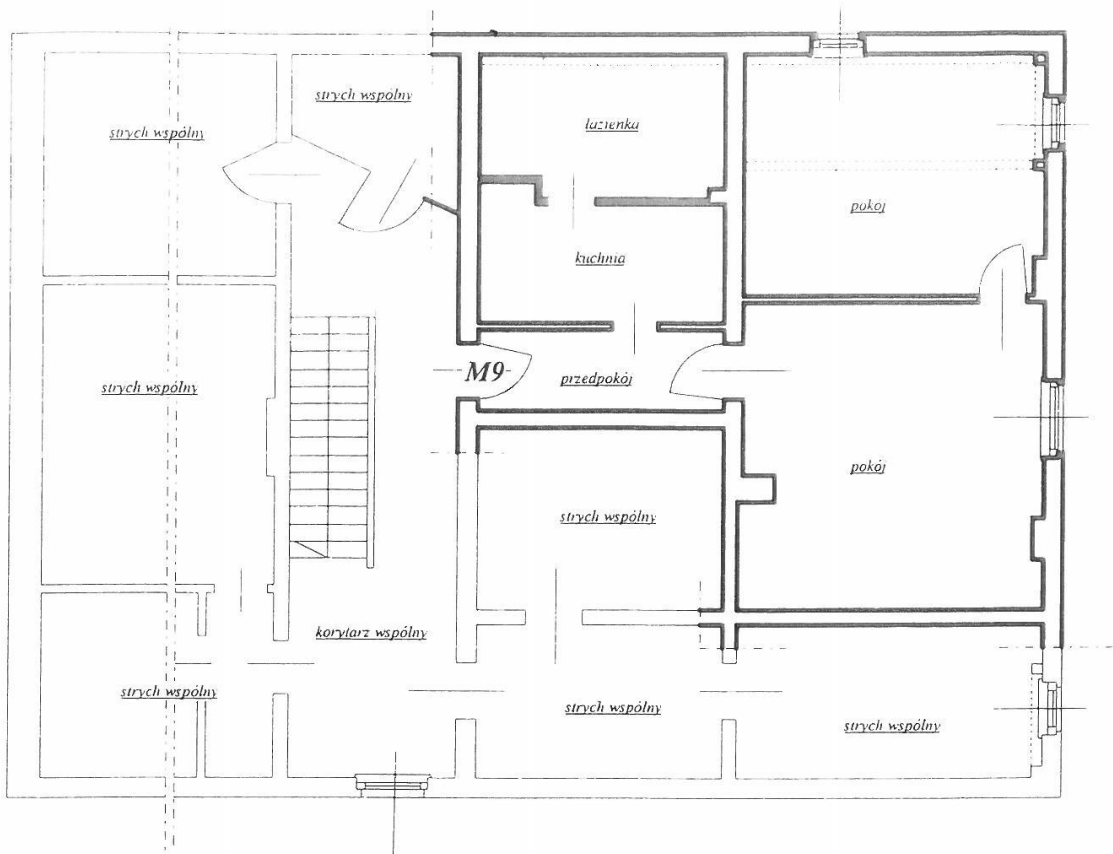 strych wspólny
łazienka
strych wspólny
pokój
kuchnia
M9
przedpokój
strych wspólny
pokój
strych wspólny
korytarz wspólny
strych wspólny
strych wspólny
strych wspólny